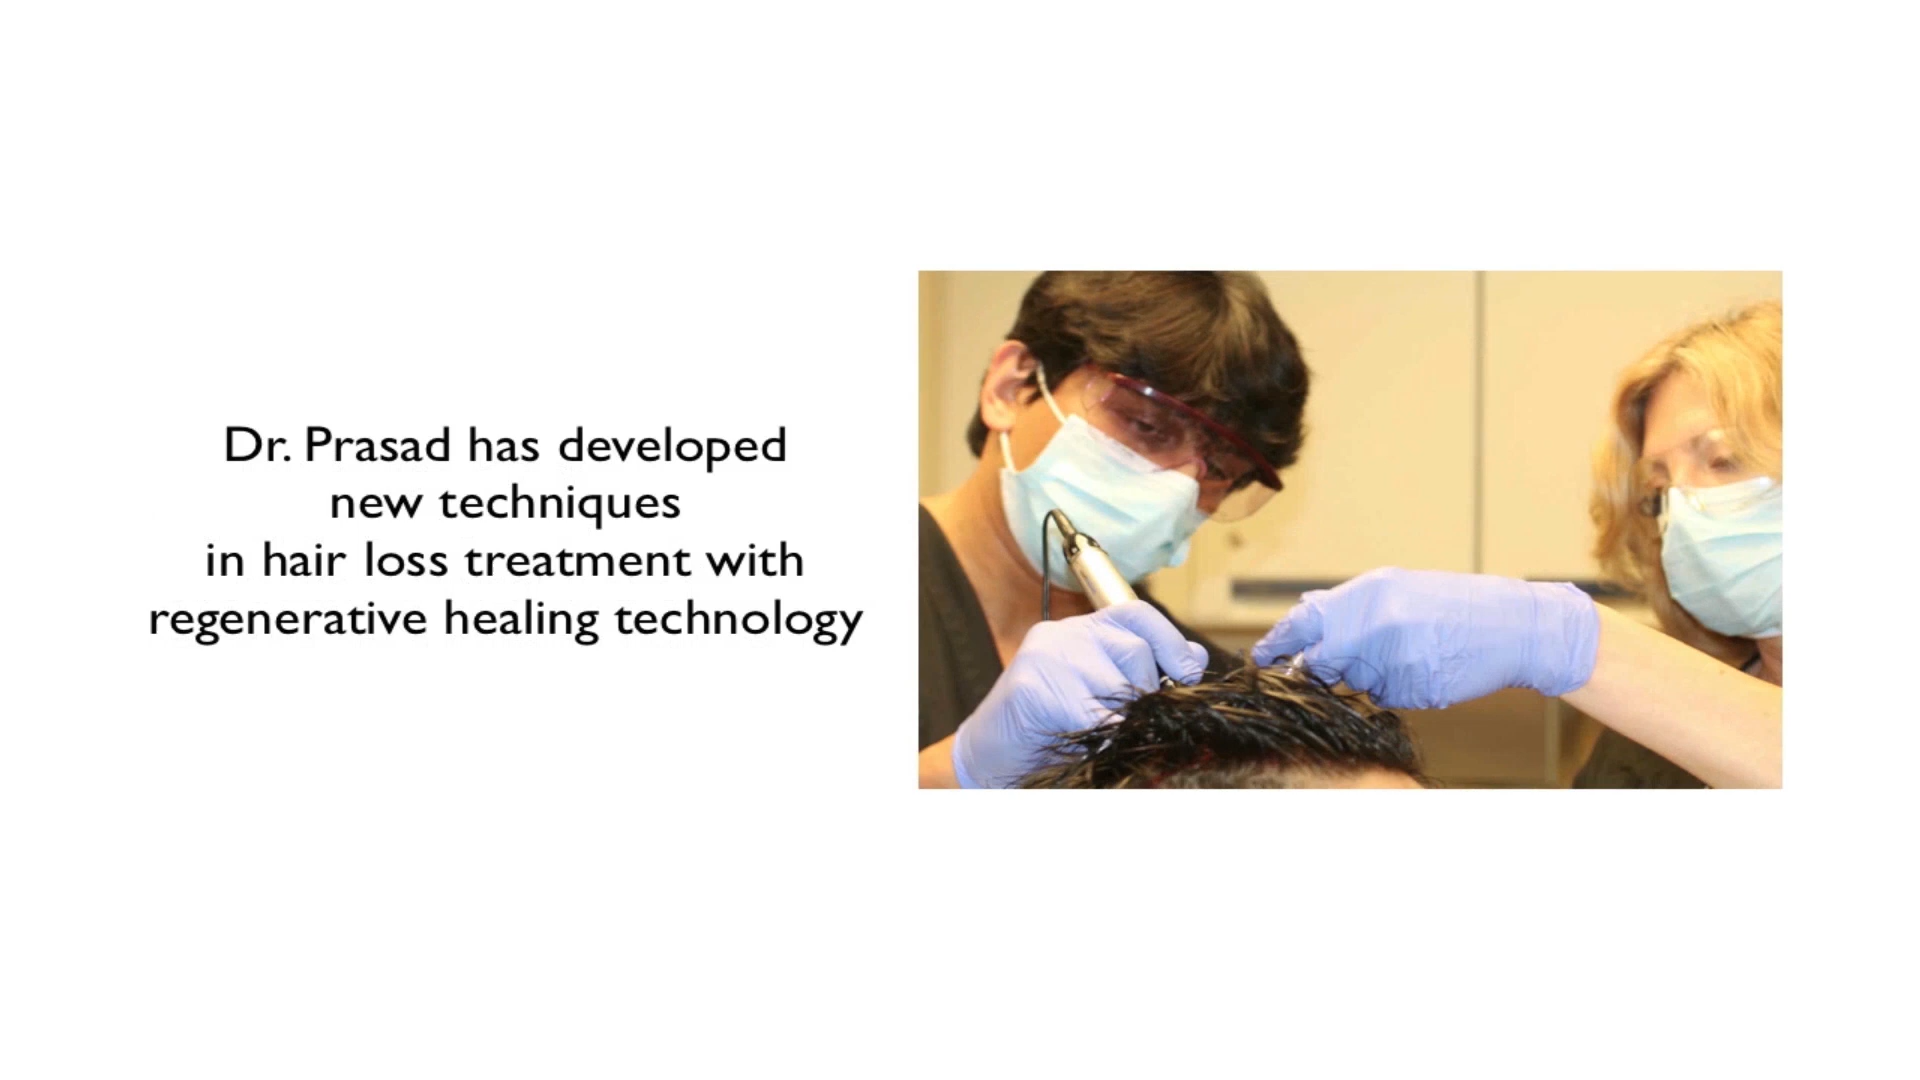 Dr. Prasad has developed
new techniques
in hair loss treatment with
regenerative healing technology